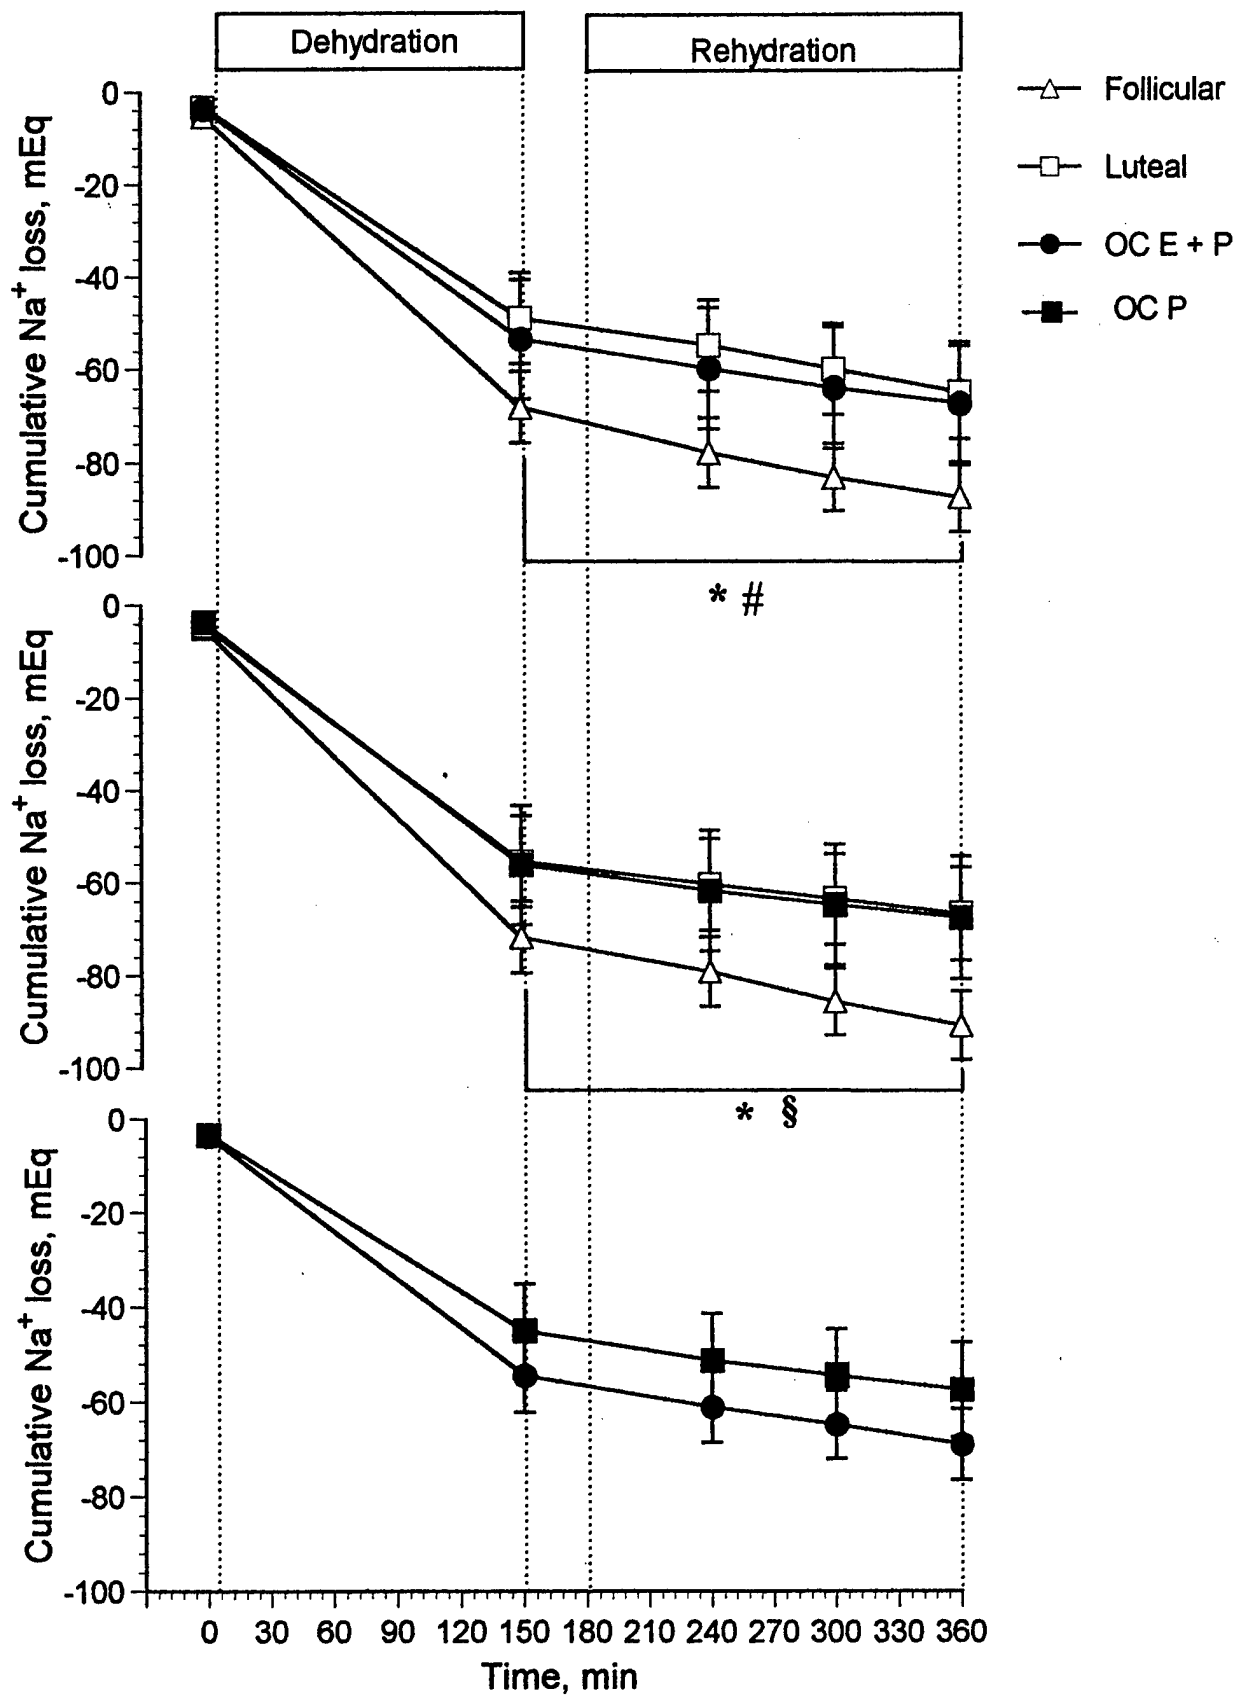 Dehydration
Rehydration
Follicular
Luteal
OC E + P
OC P
Cumulative Na+ loss, mEq
0
-20
-40
-60
-80
-100
* #
Cumulative Na+ loss, mEq
0
-20
-40
-60
-80
-100
* §
Cumulative Na+ loss, mEq
0
-20
-40
-60
-80
-100
0 30 60 90 120 150 180 210 240 270 300 330 360
Time, min